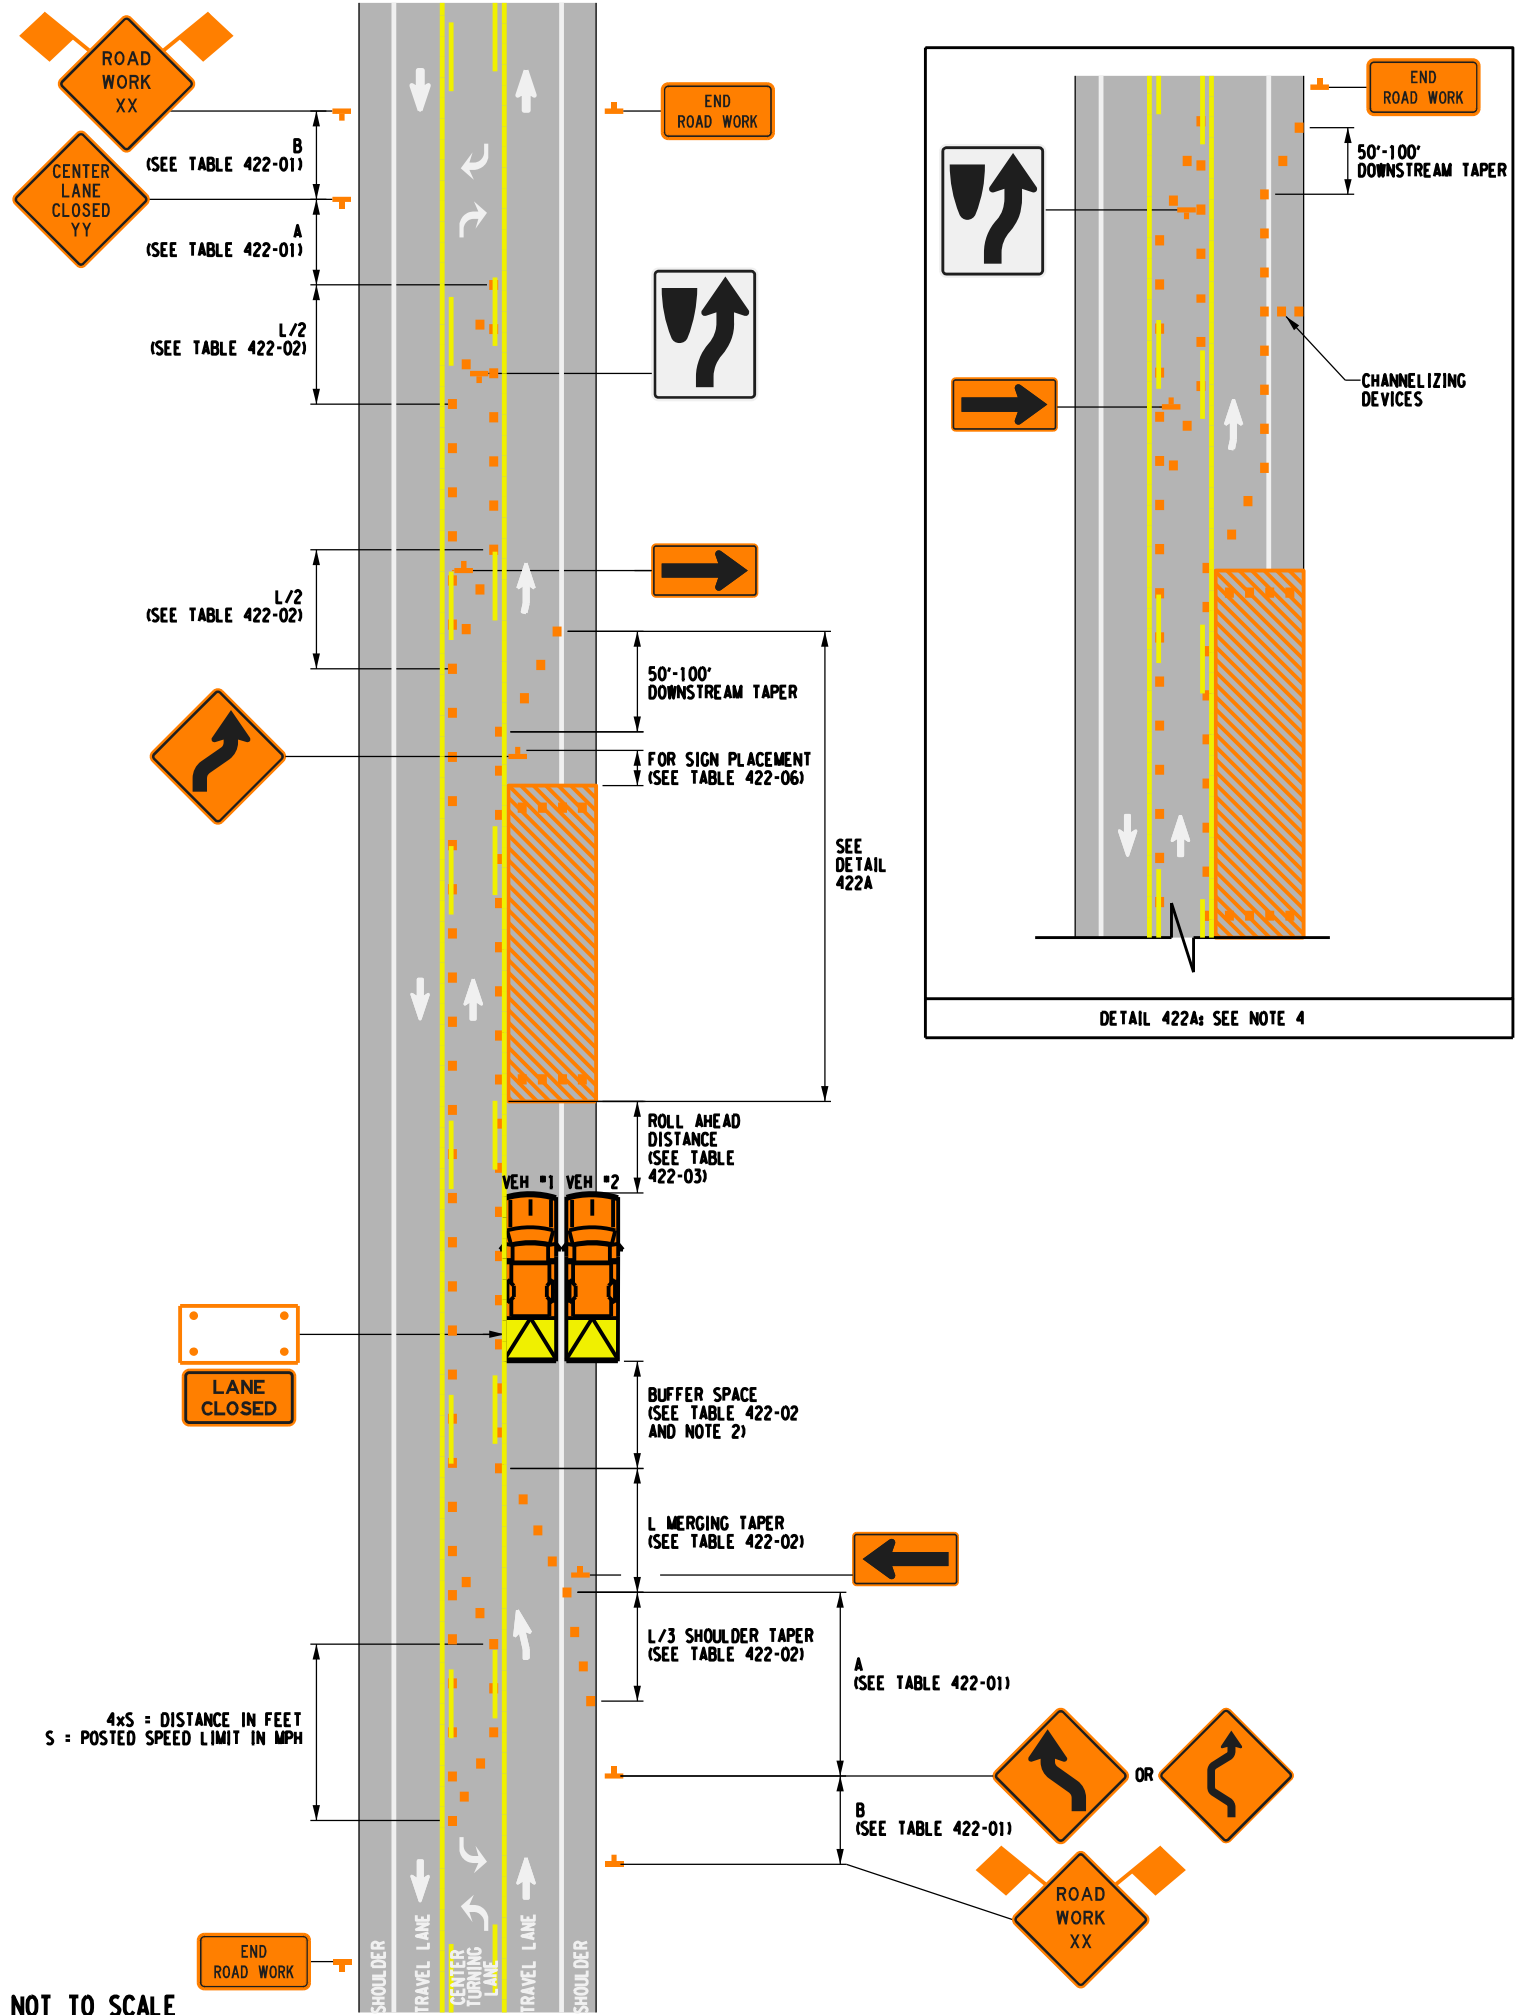 ROAD
WORK
XX
CENTER
LANE
CLOSED
YY
B
(SEE TABLE 422-01)
A
(SEE TABLE 422-01)
L/2
(SEE TABLE 422-02)
L/2
(SEE TABLE 422-02)
END
ROAD WORK
50'-100'
DOWNSTREAM TAPER
FOR SIGN PLACEMENT
(SEE TABLE 422-06)
SEE
DETAIL
422A
ROLL AHEAD
DISTANCE
(SEE TABLE
422-03)
VEH #1 VEH #2
LANE
CLOSED
BUFFER SPACE
(SEE TABLE 422-02
AND NOTE 2)
L MERGING TAPER
(SEE TABLE 422-02)
L/3 SHOULDER TAPER
(SEE TABLE 422-02)
A
(SEE TABLE 422-01)
4xS = DISTANCE IN FEET
S = POSTED SPEED LIMIT IN MPH
OR
B
(SEE TABLE 422-01)
ROAD
WORK
XX
END
ROAD WORK
SHOULDER
TRAVEL LANE
CENTER
TURNING
LANE
TRAVEL LANE
SHOULDER
NOT TO SCALE
END
ROAD WORK
50'-100'
DOWNSTREAM TAPER
CHANNELIZING
DEVICES
DETAIL 422A: SEE NOTE 4